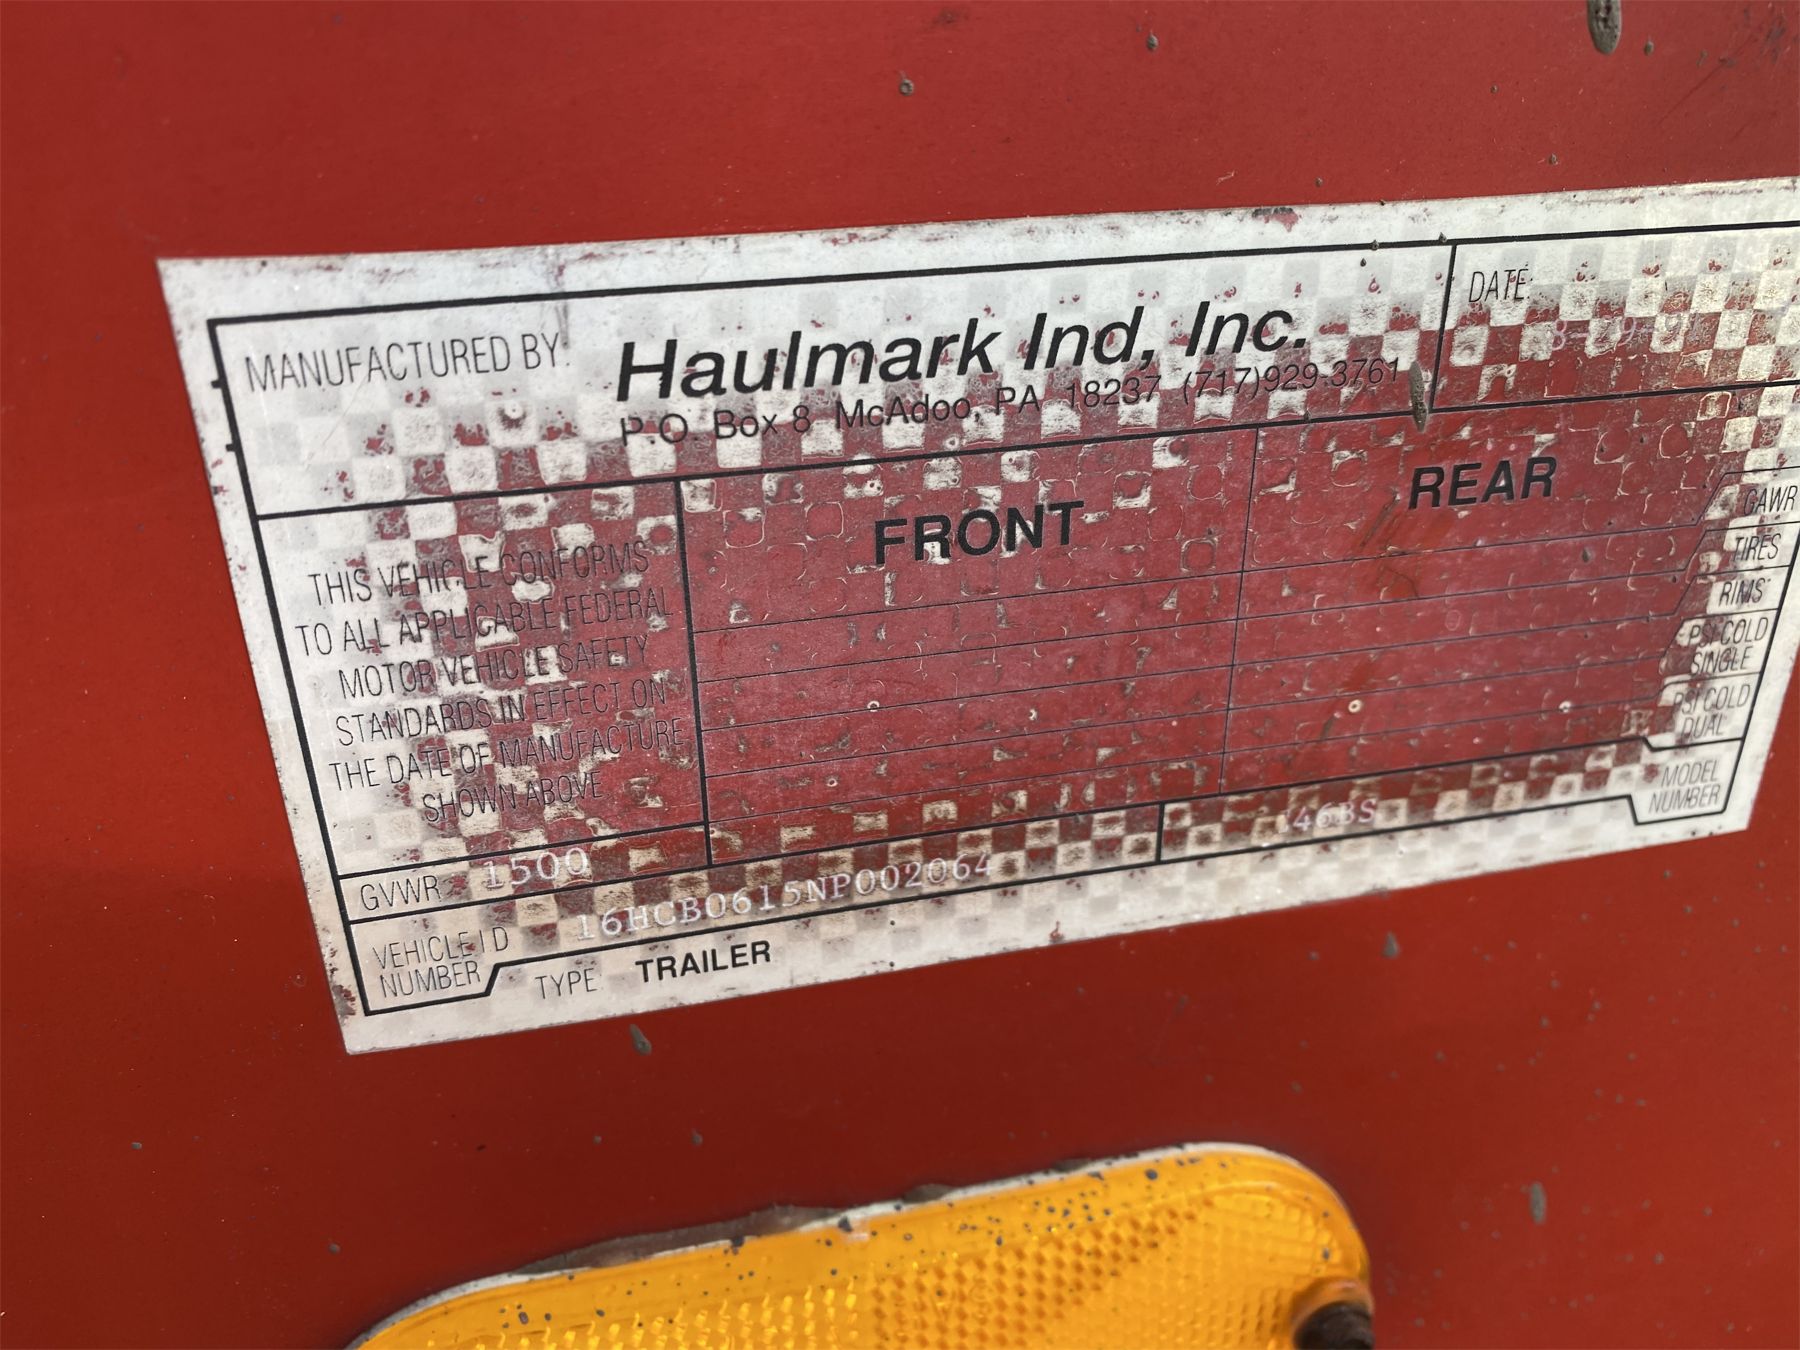 MANUFACTURED BY: Haulmark Ind, Inc.
P.O. Box 8 McAdoo, PA 18237 (717)929-3761
DATE:
THIS VEHICLE CONFORMS
TO ALL APPLICABLE FEDERAL
MOTOR VEHICLE SAFETY
STANDARDS IN EFFECT ON
THE DATE OF MANUFACTURE
SHOWN ABOVE
FRONT
REAR
GAWR
TIRES
RIMS
PSI COLD
SINGLE
PSI COLD
DUAL
GVWR 1500
VEHICLE I D
NUMBER
16HCB0615NP002064
46BS
MODEL
NUMBER
TYPE TRAILER